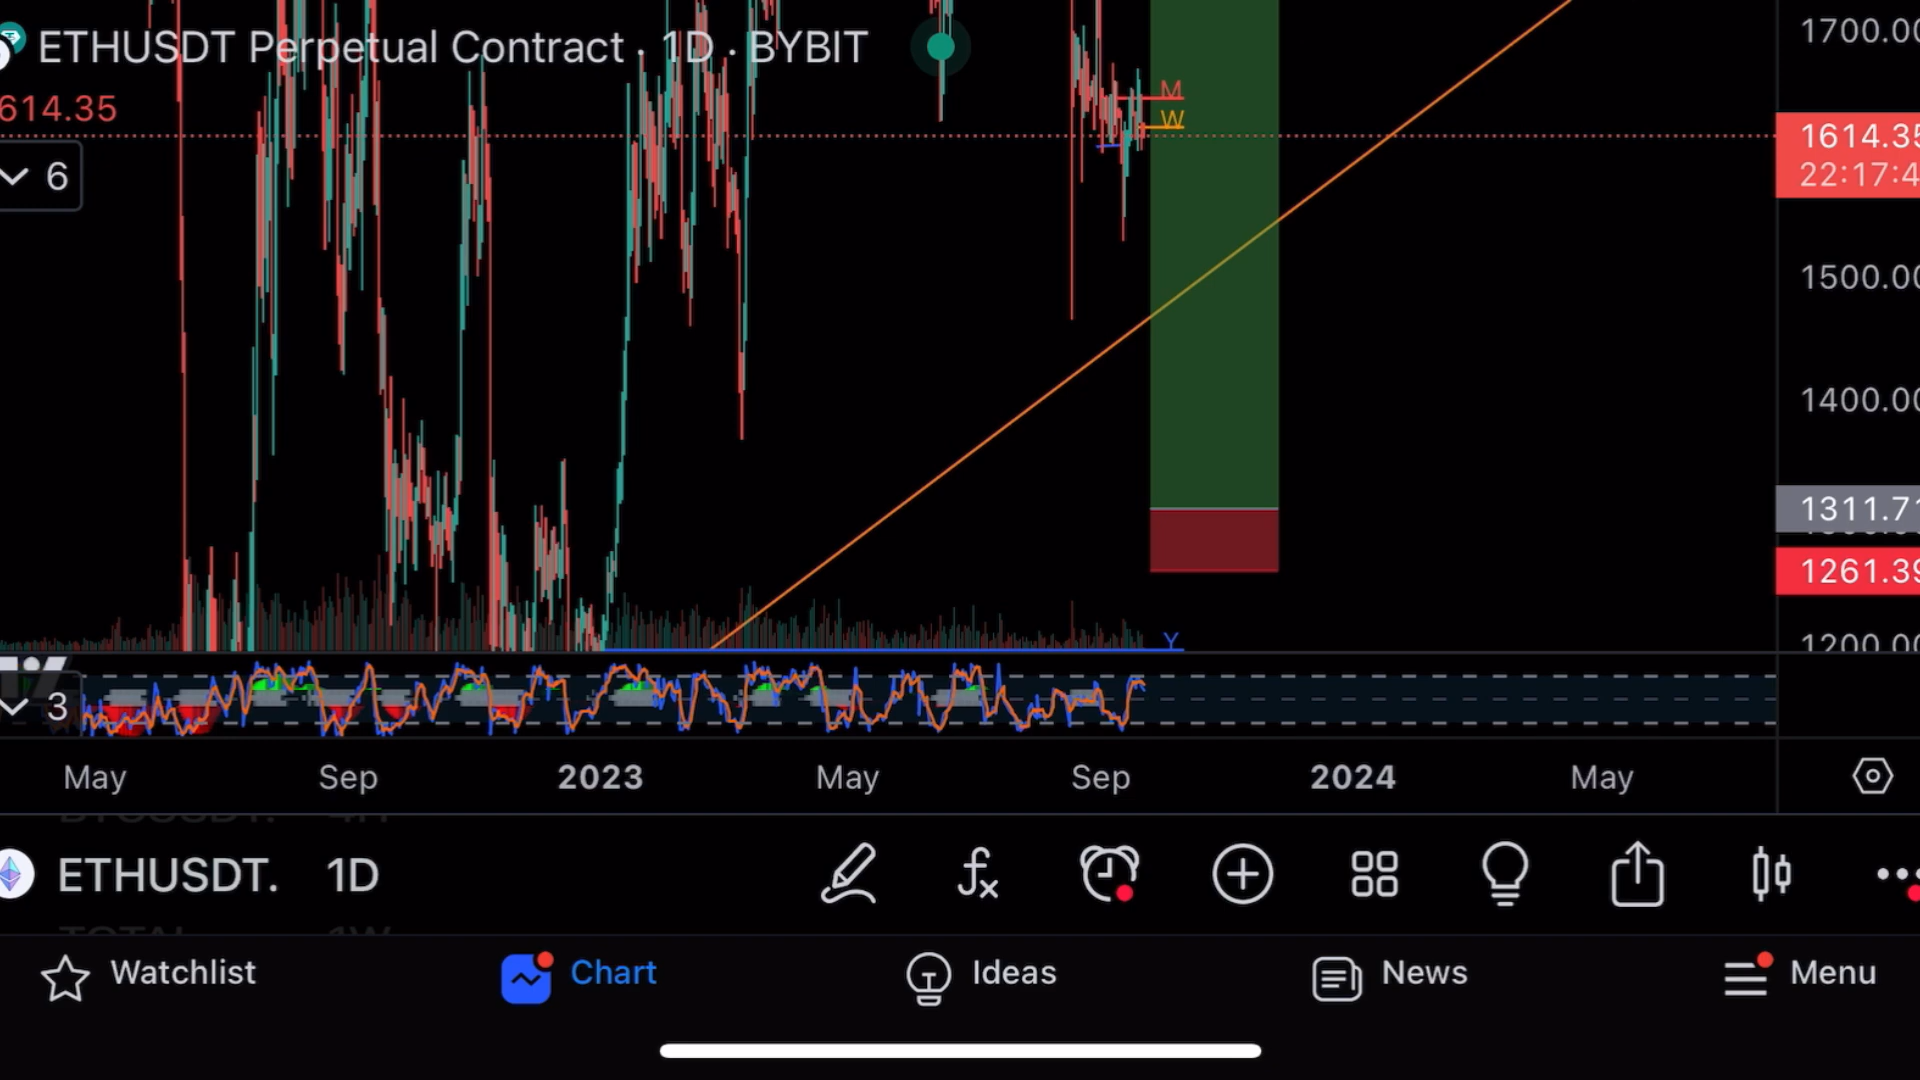 ETHUSDT Perpetual Contract · 1D · BYBIT
614.35
6
M
W
1700.00
1614.35
22:17:4
1500.00
1400.00
1311.71
1261.39
1200.00
Y
3
May Sep 2023 May Sep 2024 May
ETHUSDT. 1D
Watchlist Chart Ideas News Menu